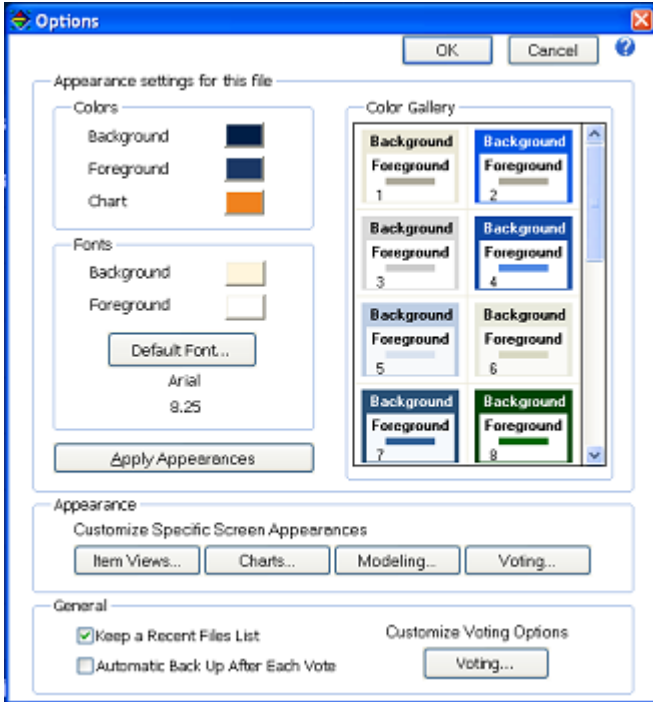 Options
OK Cancel
Appearance settings for this file
Colors
Background
Foreground
Chart
Fonts
Background
Foreground
Default Font...
Arial
8.25
Apply Appearances
Color Gallery
Background Background
Foreground Foreground
1 2
Background Background
Foreground Foreground
3 4
Background Background
Foreground Foreground
5 6
Background Background
Foreground Foreground
7 8
Appearance
Customize Specific Screen Appearances
Item Views... Charts... Modeling... Voting...
General
Keep a Recent Files List
Automatic Back Up After Each Vote
Customize Voting Options
Voting...